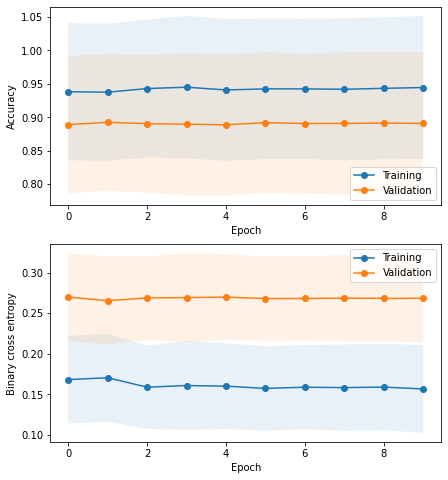 1.05
1.00
0.95
0.90
0.85
0.80
Accuracy
0 2 4 6 8
Epoch
Training
Validation
0.30
0.25
0.20
0.15
0.10
Binary cross entropy
0 2 4 6 8
Epoch
Training
Validation